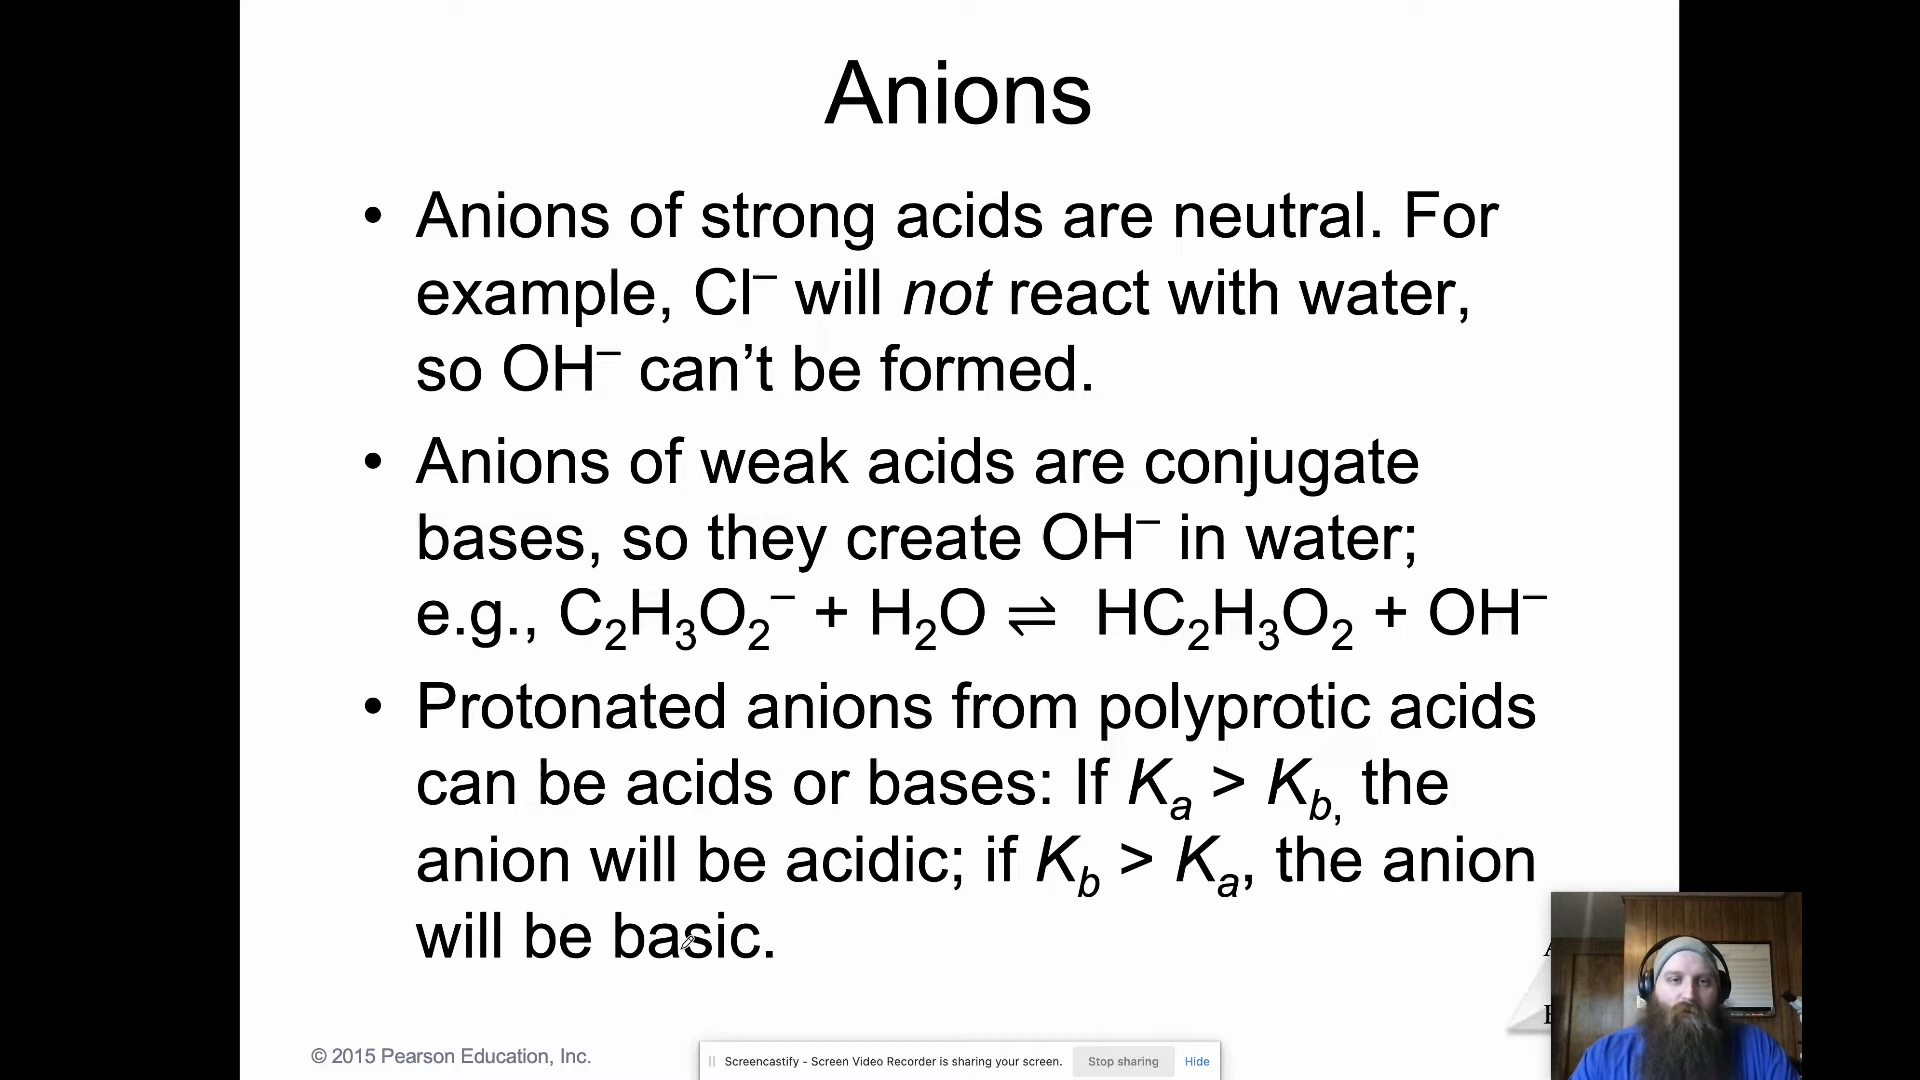 Anions
• Anions of strong acids are neutral. For
example, Cl⁻ will not react with water,
so OH⁻ can’t be formed.
• Anions of weak acids are conjugate
bases, so they create OH⁻ in water;
e.g., C₂H₃O₂⁻ + H₂O ⇌ HC₂H₃O₂ + OH⁻
• Protonated anions from polyprotic acids
can be acids or bases: If Kₐ > K_b, the
anion will be acidic; if K_b > Kₐ, the anion
will be basic.
© 2015 Pearson Education, Inc.
Screencastify - Screen Video Recorder is sharing your screen. Stop sharing Hide